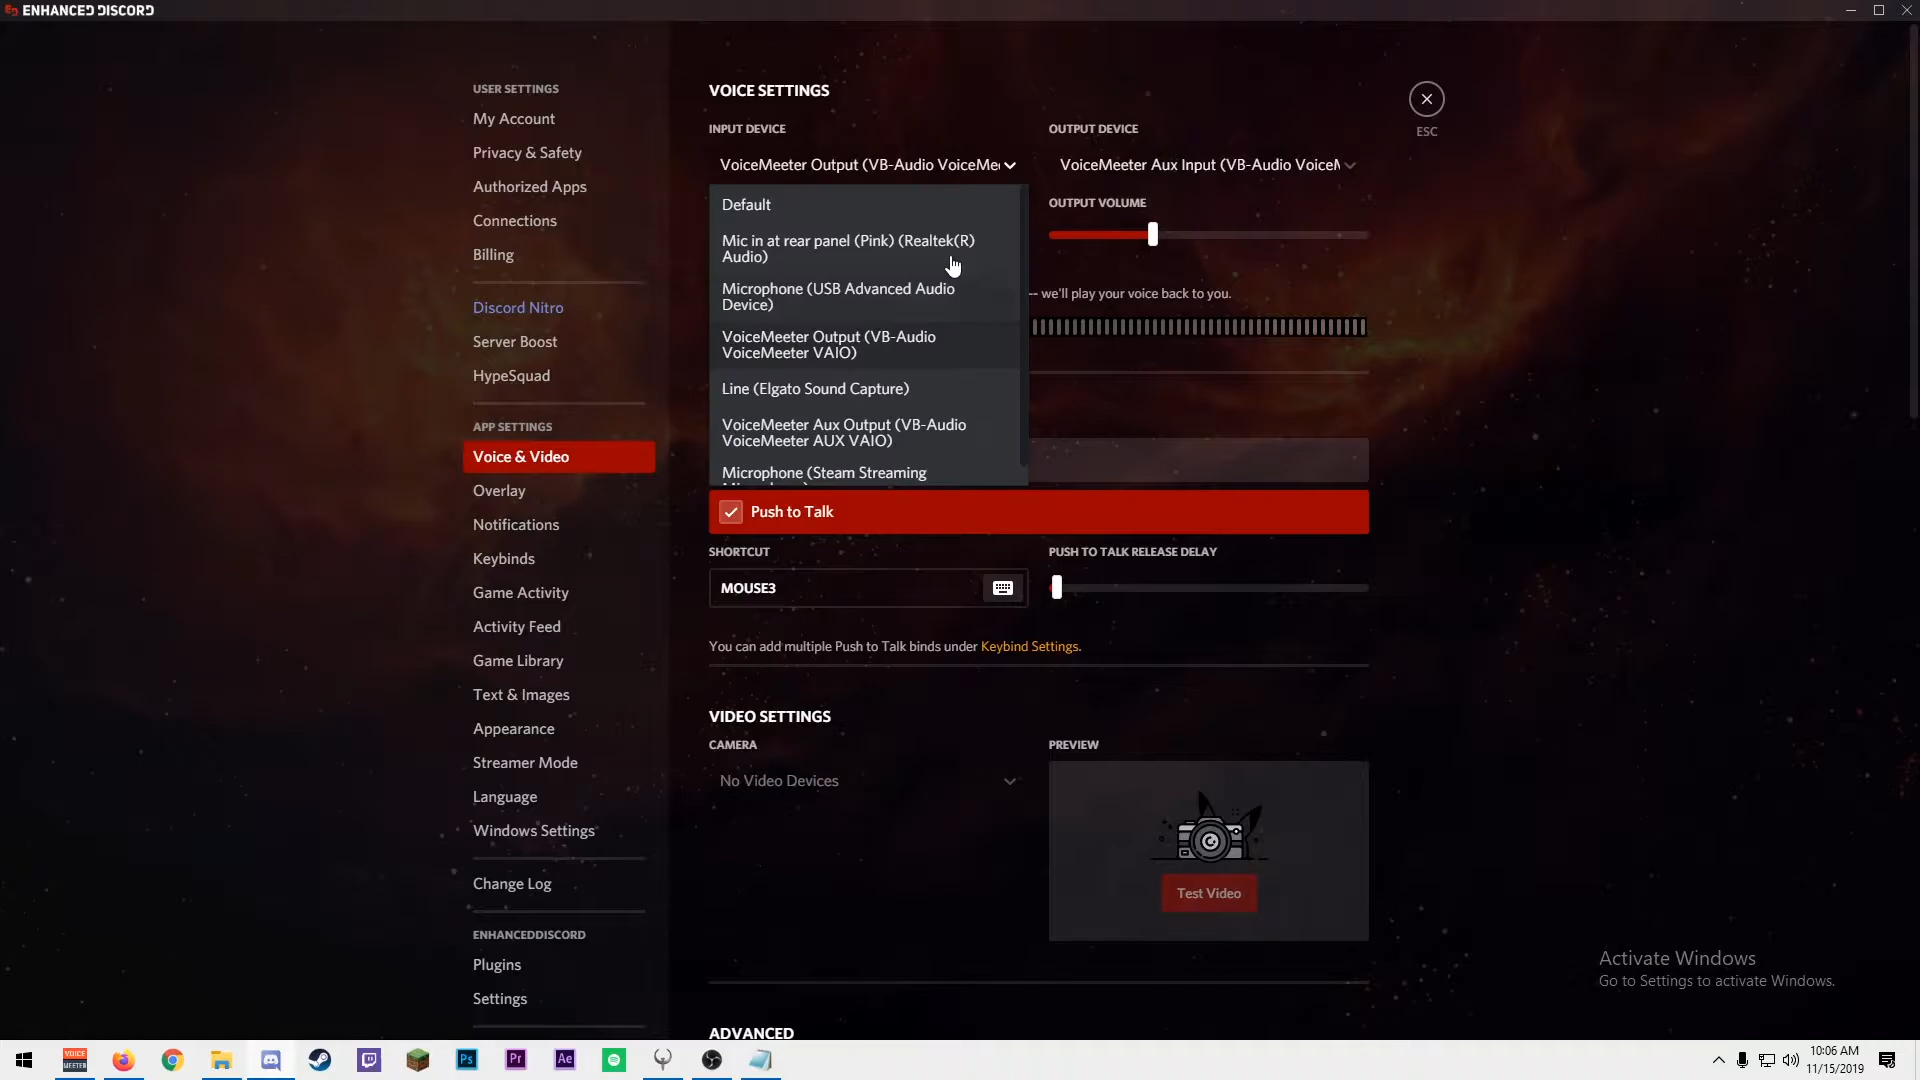 ENHANCED DISCORD
USER SETTINGS
My Account
Privacy & Safety
Authorized Apps
Connections
Billing
Discord Nitro
Server Boost
HypeSquad
APP SETTINGS
Voice & Video
Overlay
Notifications
Keybinds
Game Activity
Activity Feed
Game Library
Text & Images
Appearance
Streamer Mode
Language
Windows Settings
Change Log
ENHANCEDDISCORD
Plugins
Settings
VOICE SETTINGS
INPUT DEVICE
VoiceMeeter Output (VB-Audio VoiceMee
Default
Mic in at rear panel (Pink) (Realtek(R)
Audio)
Microphone (USB Advanced Audio
Device)
VoiceMeeter Output (VB-Audio
VoiceMeeter VAIO)
Line (Elgato Sound Capture)
VoiceMeeter Aux Output (VB-Audio
VoiceMeeter AUX VAIO)
Microphone (Steam Streaming
OUTPUT DEVICE
VoiceMeeter Aux Input (VB-Audio Voice
OUTPUT VOLUME
-- we'll play your voice back to you.
Push to Talk
SHORTCUT
MOUSE3
PUSH TO TALK RELEASE DELAY
You can add multiple Push to Talk binds under Keybind Settings.
VIDEO SETTINGS
CAMERA
No Video Devices
PREVIEW
Test Video
ADVANCED
ESC
Activate Windows
Go to Settings to activate Windows.
VOICE
MEETER
Ps
Pr
Ae
10:06 AM
11/15/2019